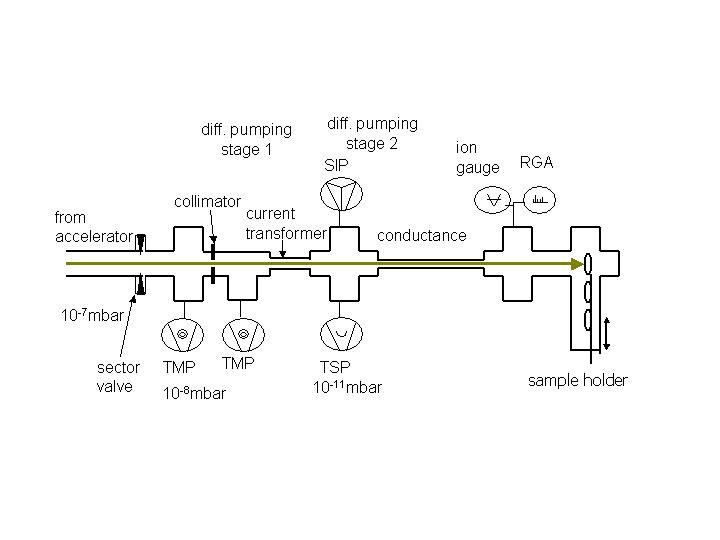 diff. pumping
stage 1
diff. pumping
stage 2
SIP
ion
gauge
RGA
collimator
from
accelerator
current
transformer
conductance
10-7mbar
sector
valve
TMP
TMP
10-8mbar
TSP
10-11mbar
sample holder